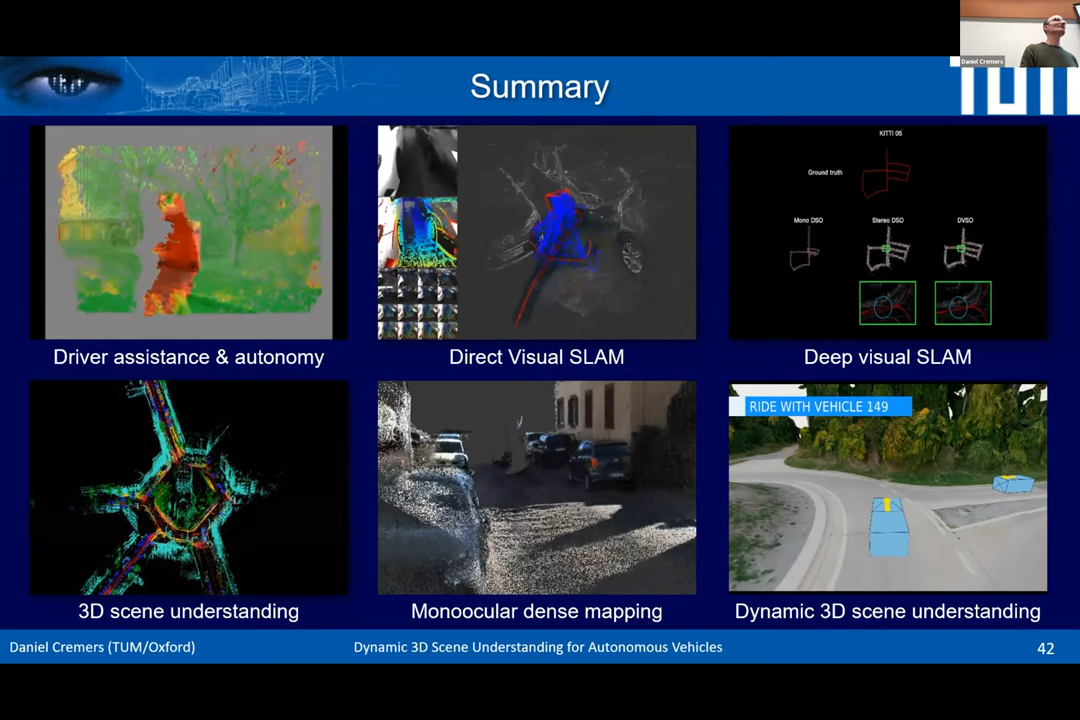 Daniel Cremers
TUM
Summary
KITTI 05
Ground truth
Mono DSO
Stereo DSO
DVSO
Driver assistance & autonomy
Direct Visual SLAM
Deep visual SLAM
RIDE WITH VEHICLE 149
3D scene understanding
Monoocular dense mapping
Dynamic 3D scene understanding
Daniel Cremers (TUM/Oxford)
Dynamic 3D Scene Understanding for Autonomous Vehicles
42